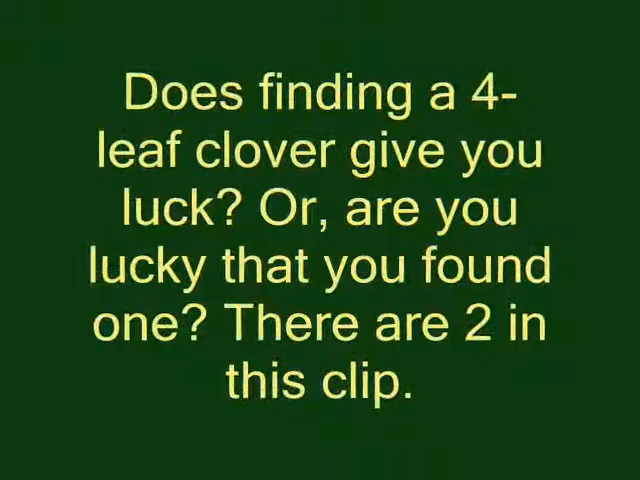 Does finding a 4-
leaf clover give you
luck? Or, are you
lucky that you found
one? There are 2 in
this clip.